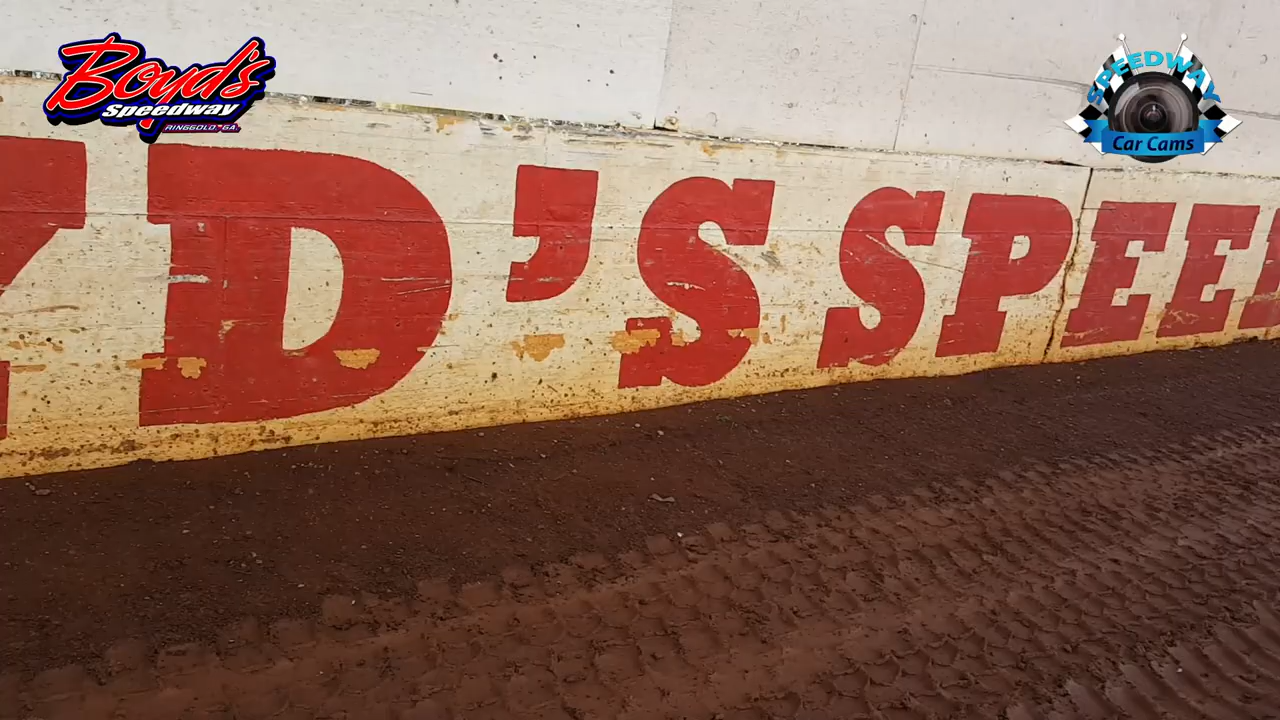 Boyd's
Speedway
RINGGOLD, GA.
SPEEDWAY
Car Cams
YD'S SPEE